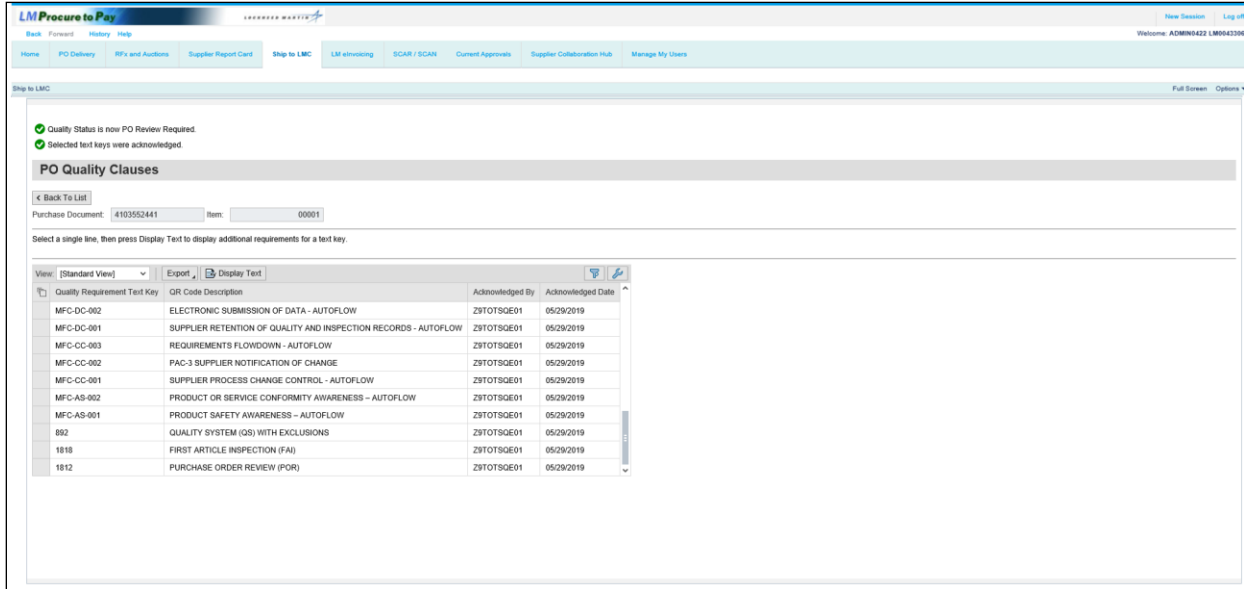 LMProcure to Pay LOCKHEED MARTIN New Session Log off
Back Forward History Help Welcome: ADMIN0422 LM0043306
Home PO Delivery RFx and Auctions Supplier Report Card Ship to LMC LM eInvoicing SCAR / SCAN Current Approvals Supplier Collaboration Hub Manage My Users
Ship to LMC Full Screen Options
Quality Status is now PO Review Required.
Selected text keys were acknowledged.
PO Quality Clauses
Back To List
Purchase Document: 4103552441 Item: 00001
Select a single line, then press Display Text to display additional requirements for a text key.
View: [Standard View] Export Display Text
Quality Requirement Text Key QR Code Description Acknowledged By Acknowledged Date
MFC-DC-002 ELECTRONIC SUBMISSION OF DATA - AUTOFLOW Z9TOTSQE01 05/29/2019
MFC-DC-001 SUPPLIER RETENTION OF QUALITY AND INSPECTION RECORDS - AUTOFLOW Z9TOTSQE01 05/29/2019
MFC-CC-003 REQUIREMENTS FLOWDOWN - AUTOFLOW Z9TOTSQE01 05/29/2019
MFC-CC-002 PAC-3 SUPPLIER NOTIFICATION OF CHANGE Z9TOTSQE01 05/29/2019
MFC-CC-001 SUPPLIER PROCESS CHANGE CONTROL - AUTOFLOW Z9TOTSQE01 05/29/2019
MFC-AS-002 PRODUCT OR SERVICE CONFORMITY AWARENESS – AUTOFLOW Z9TOTSQE01 05/29/2019
MFC-AS-001 PRODUCT SAFETY AWARENESS – AUTOFLOW Z9TOTSQE01 05/29/2019
892 QUALITY SYSTEM (QS) WITH EXCLUSIONS Z9TOTSQE01 05/29/2019
1818 FIRST ARTICLE INSPECTION (FAI) Z9TOTSQE01 05/29/2019
1812 PURCHASE ORDER REVIEW (POR) Z9TOTSQE01 05/29/2019